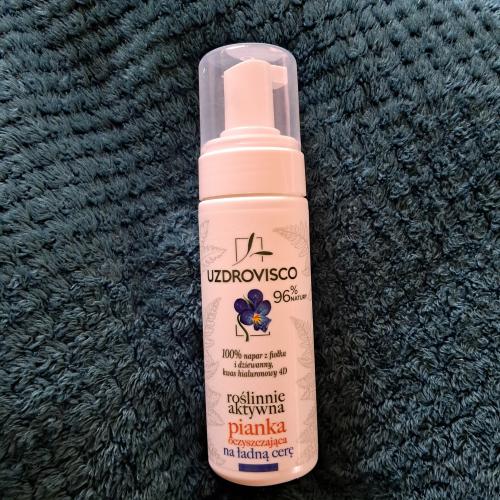 UZDROVISCO
96%
NATURY
100% napar z fiołka
i dziewanny,
kwas hialuronowy 4D
roślinnie
aktywna
pianka
oczyszczająca
na ładną cerę